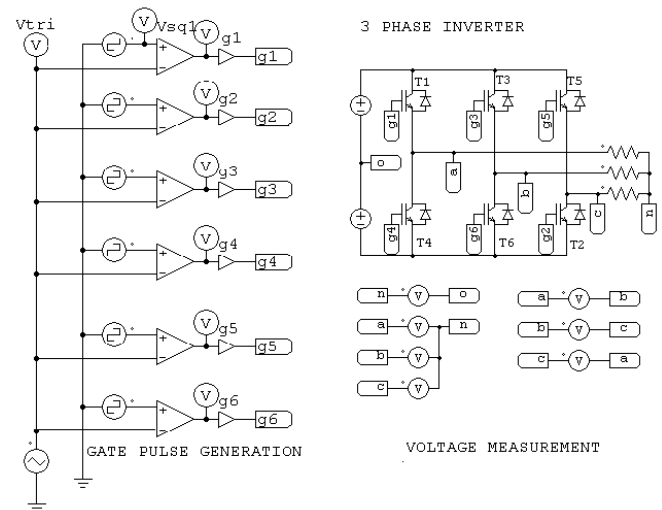 Vtri
V
V
Vsq1
V
g1
g1
V
g2
g2
V
g3
g3
V
g4
g4
V
g5
g5
V
g6
g6
GATE PULSE GENERATION
3 PHASE INVERTER
T1
T3
T5
g1
g3
g5
o
a
b
c
n
g4
g6
g2
T4
T6
T2
n V o
a V n
b V
c V
a V b
b V c
c V a
VOLTAGE MEASUREMENT